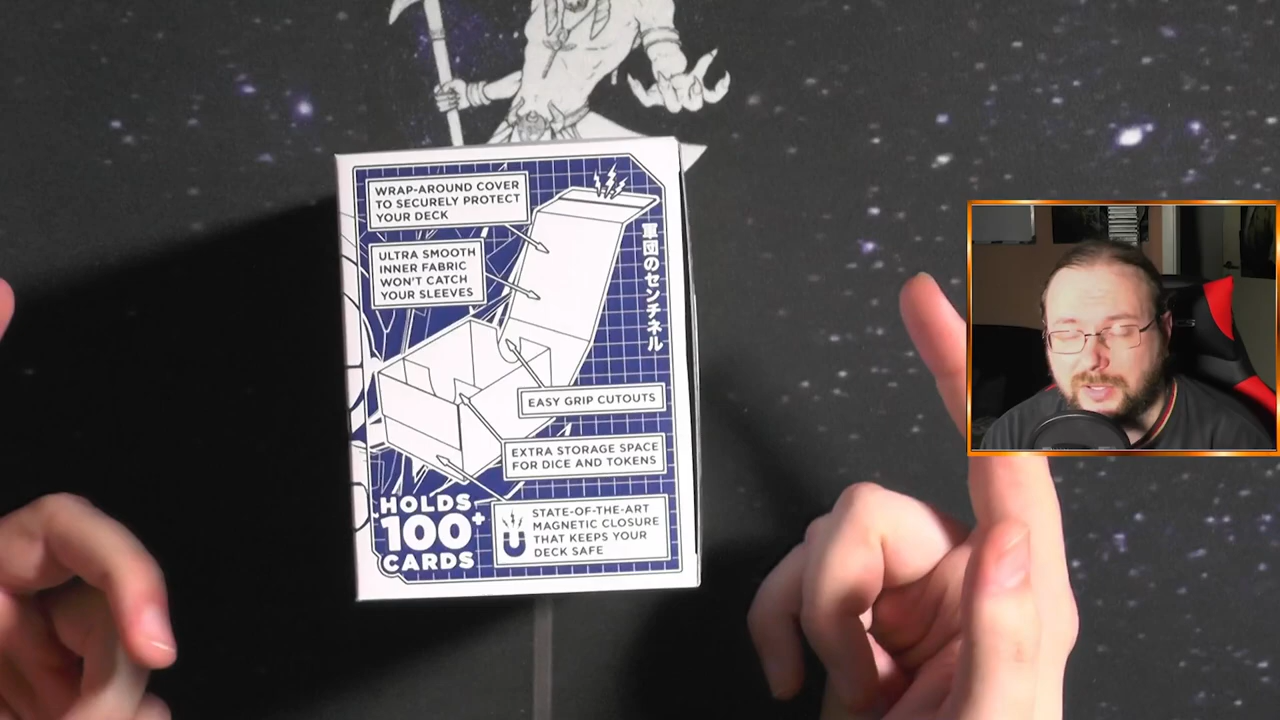 WRAP-AROUND COVER
TO SECURELY PROTECT
YOUR DECK
ULTRA SMOOTH
INNER FABRIC
WON'T CATCH
YOUR SLEEVES
軍団のセンチネル
EASY GRIP CUTOUTS
EXTRA STORAGE SPACE
FOR DICE AND TOKENS
HOLDS
100+
CARDS
STATE-OF-THE-ART
MAGNETIC CLOSURE
THAT KEEPS YOUR
DECK SAFE